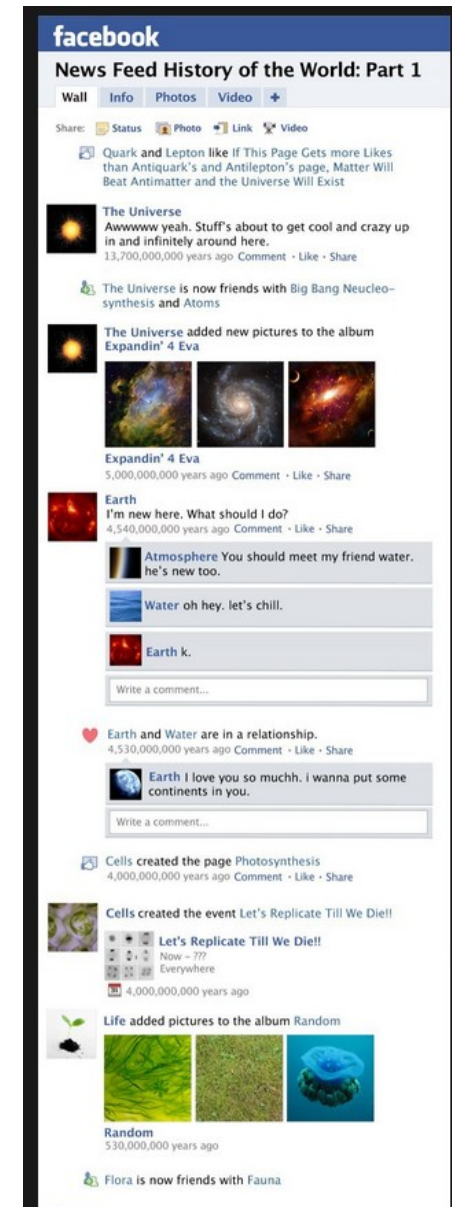 facebook
News Feed History of the World: Part 1
Wall Info Photos Video +
Share: Status Photo Link Video
Quark and Lepton like If This Page Gets more Likes
than Antiquark's and Antilepton's page, Matter Will
Beat Antimatter and the Universe Will Exist
The Universe
Awwwww yeah. Stuff's about to get cool and crazy up
in and infinitely around here.
13,700,000,000 years ago Comment · Like · Share
The Universe is now friends with Big Bang Neucleo-
synthesis and Atoms
The Universe added new pictures to the album
Expandin' 4 Eva
Expandin' 4 Eva
5,000,000,000 years ago Comment · Like · Share
Earth
I'm new here. What should I do?
4,540,000,000 years ago Comment · Like · Share
Atmosphere You should meet my friend water.
he's new too.
Water oh hey. let's chill.
Earth k.
Write a comment...
Earth and Water are in a relationship.
4,530,000,000 years ago Comment · Like · Share
Earth I love you so muchh. i wanna put some
continents in you.
Write a comment...
Cells created the page Photosynthesis
4,000,000,000 years ago Comment · Like · Share
Cells created the event Let's Replicate Till We Die!!
Let's Replicate Till We Die!!
Now – ???
Everywhere
31 4,000,000,000 years ago
Life added pictures to the album Random
Random
530,000,000 years ago
Flora is now friends with Fauna